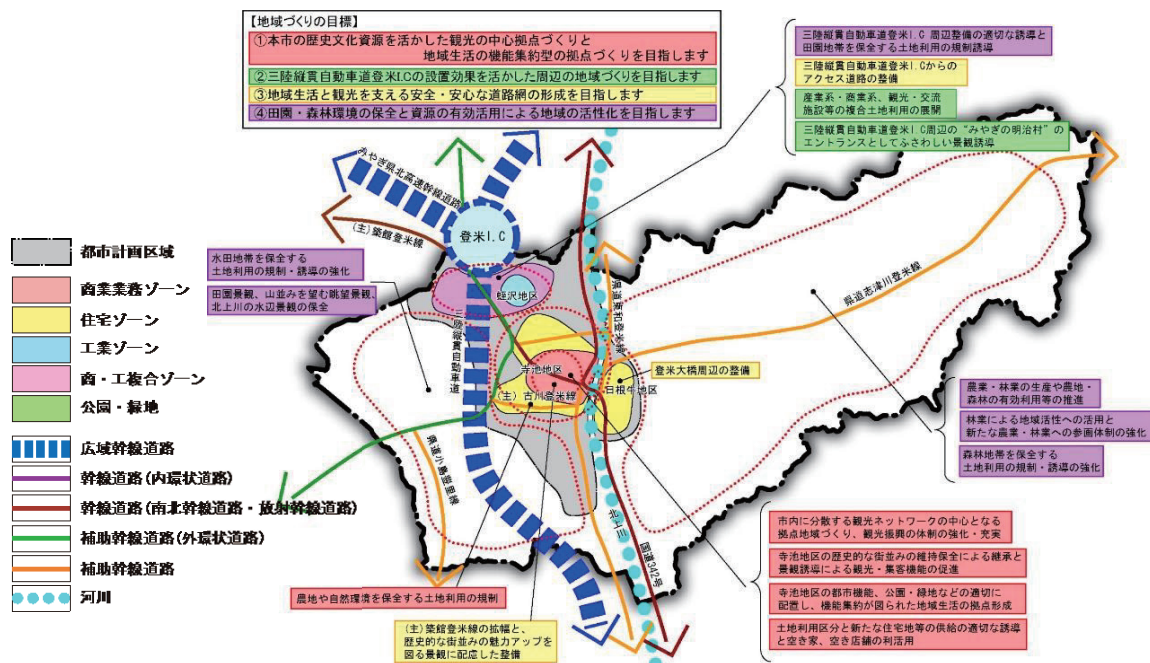 【地域づくりの目標】
①本市の歴史文化資源を活かした観光の中心拠点づくりと
地域生活の機能集約型の拠点づくりを目指します
②三陸縦貫自動車道登米I.Cの設置効果を活かした周辺の地域づくりを目指します
③地域生活と観光を支える安全・安心な道路網の形成を目指します
④田園・森林環境の保全と資源の有効活用による地域の活性化を目指します
三陸縦貫自動車道登米I.C 周辺整備の適切な誘導と
田園地帯を保全する土地利用の規制誘導
三陸縦貫自動車道登米I.Cからの
アクセス道路の整備
産業系・商業系、観光・交流
施設等の複合土地利用の展開
三陸縦貫自動車道登米I.C周辺の“みやぎの明治村”の
エントランスとしてふさわしい景観誘導
みやぎ県北高速幹線道路
(主)築館登米線
登米I.C
水田地帯を保全する
土地利用の規制・誘導の強化
田園景観、山並みを望む眺望景観、
北上川の水辺景観の保全
蛭沢地区
三陸縦貫自動車道
県道東和登米線
県道志津川登米線
寺池地区
(主)古川登米線
日根牛地区
登米大橋周辺の整備
県道小島豊里線
北上川
国道342号
都市計画区域
商業業務ゾーン
住宅ゾーン
工業ゾーン
商・工複合ゾーン
公園・緑地
広域幹線道路
幹線道路(内環状道路)
幹線道路(南北幹線道路・放射幹線道路)
補助幹線道路(外環状道路)
補助幹線道路
河川
農業・林業の生産や農地・
森林の有効利用等の推進
林業による地域活性への活用と
新たな農業・林業への参画体制の強化
森林地帯を保全する
土地利用の規制・誘導の強化
市内に分散する観光ネットワークの中心となる
拠点地域づくり、観光振興の体制の強化・充実
寺池地区の歴史的な街並みの維持保全による継承と
景観誘導による観光・集客機能の促進
寺池地区の都市機能、公園・緑地などの適切に
配置し、機能集約が図られた地域生活の拠点形成
土地利用区分と新たな住宅地等の供給の適切な誘導
と空き家、空き店舗の利活用
農地や自然環境を保全する土地利用の規制
(主)築館登米線の拡幅と、
歴史的な街並みの魅力アップを
図る景観に配慮した整備